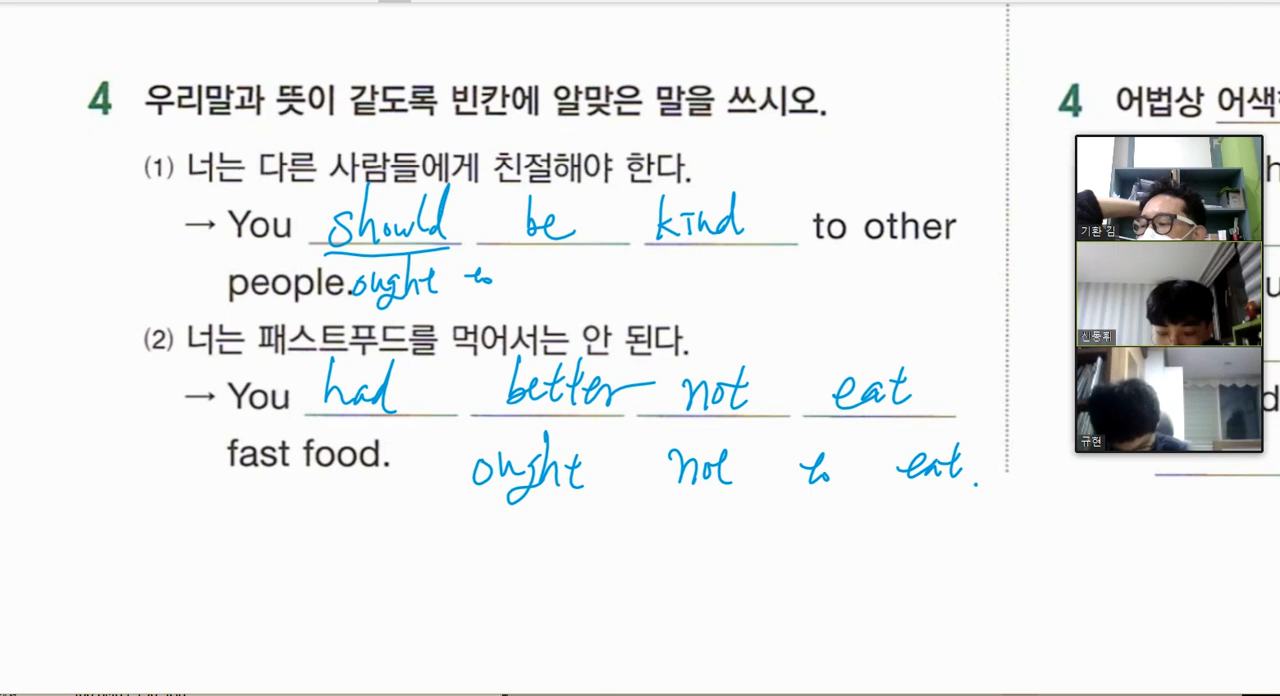 4 우리말과 뜻이 같도록 빈칸에 알맞은 말을 쓰시오.
(1) 너는 다른 사람들에게 친절해야 한다.
→ You should be kind to other
people. ought to
(2) 너는 패스트푸드를 먹어서는 안 된다.
→ You had better not eat
fast food. ought not to eat.
4 어법상 어색한
기환 김
신동휘
규현